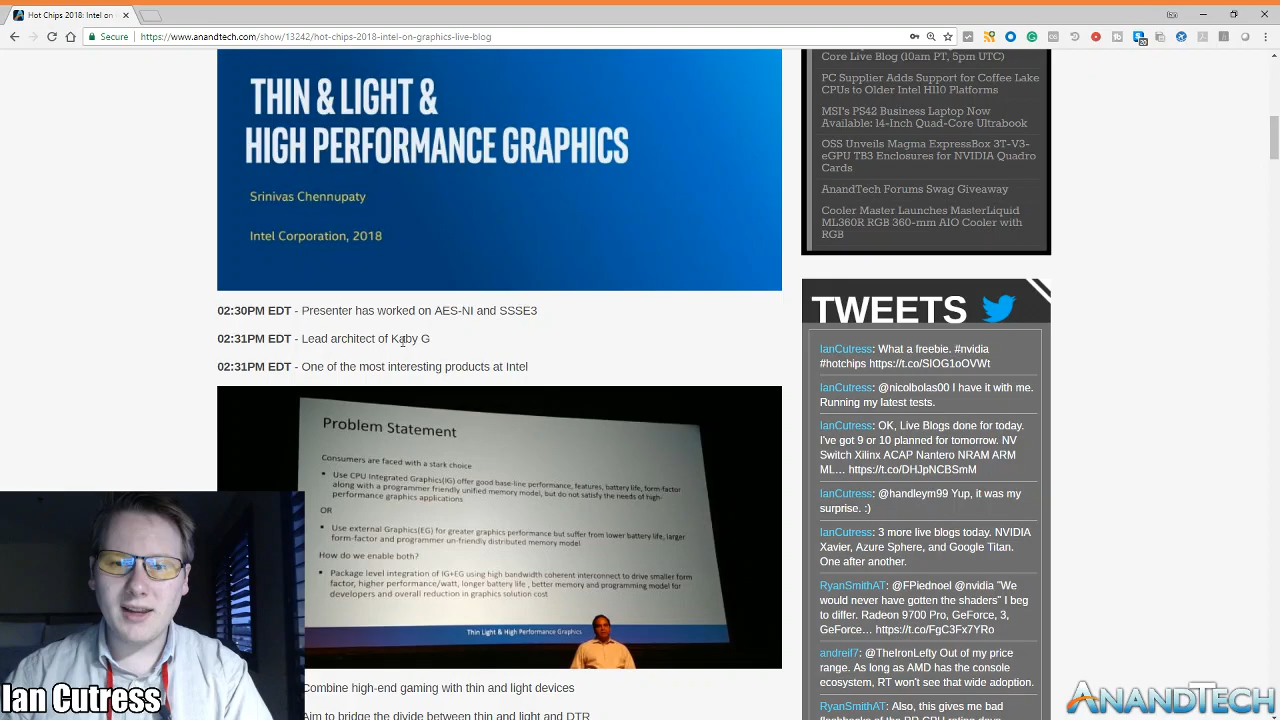 Hot Chips 2018: Intel on
Secure
https://www.anandtech.com/show/13242/hot-chips-2018-intel-on-graphics-live-blog
THIN & LIGHT &
HIGH PERFORMANCE GRAPHICS
Srinivas Chennupaty
Intel Corporation, 2018
02:30PM EDT - Presenter has worked on AES-NI and SSSE3
02:31PM EDT - Lead architect of Kaby G
02:31PM EDT - One of the most interesting products at Intel
Problem Statement
Consumers are faced with a stark choice
• Use CPU Integrated Graphics(IG) offer good base-line performance, features, battery life, form-factor
along with a programmer friendly unified memory model, but do not satisfy the needs of high-
performance graphics applications
OR
• Use external Graphics(EG) for greater graphics performance but suffer from lower battery life, larger
form-factor and programmer un-friendly distributed memory model
How do we enable both?
• Package level integration of IG+EG using high bandwidth coherent interconnect to drive smaller form
factor, higher performance/watt, longer battery life , better memory and programming model for
developers and overall reduction in graphics solution cost
Thin Light & High Performance Graphics
Combine high-end gaming with thin and light devices
Aim to bridge the divide between thin and light and DTR
Core Live Blog (10am PT, 5pm UTC)
PC Supplier Adds Support for Coffee Lake
CPUs to Older Intel H110 Platforms
MSI's PS42 Business Laptop Now
Available: 14-Inch Quad-Core Ultrabook
OSS Unveils Magma ExpressBox 3T-V3-
eGPU TB3 Enclosures for NVIDIA Quadro
Cards
AnandTech Forums Swag Giveaway
Cooler Master Launches MasterLiquid
ML360R RGB 360-mm AIO Cooler with
RGB
TWEETS
IanCutress: What a freebie. #nvidia
#hotchips https://t.co/SIOG1oOVWt
IanCutress: @nicolbolas00 I have it with me.
Running my latest tests.
IanCutress: OK, Live Blogs done for today.
I've got 9 or 10 planned for tomorrow. NV
Switch Xilinx ACAP Nantero NRAM ARM
ML… https://t.co/DHJpNCBSmM
IanCutress: @handleym99 Yup, it was my
surprise. :)
IanCutress: 3 more live blogs today. NVIDIA
Xavier, Azure Sphere, and Google Titan.
One after another.
RyanSmithAT: @FPiednoel @nvidia "We
would never have gotten the shaders" I beg
to differ. Radeon 9700 Pro, GeForce, 3,
GeForce… https://t.co/FgC3Fx7YRo
andreif7: @TheIronLefty Out of my price
range. As long as AMD has the console
ecosystem, RT won't see that wide adoption.
RyanSmithAT: Also, this gives me bad
Ian Cutress
ANANDTECH